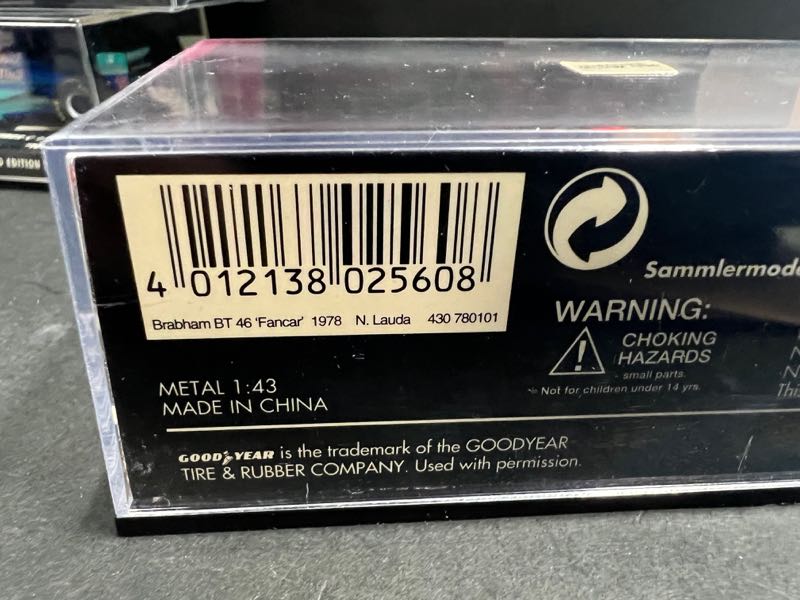 D EDITION
4 012138 025608
Brabham BT 46 'Fancar' 1978 N. Lauda 430 780101
METAL 1:43
MADE IN CHINA
GOODYEAR is the trademark of the GOODYEAR
TIRE & RUBBER COMPANY. Used with permission.
Sammlermode
WARNING:
CHOKING
HAZARDS
- small parts.
Not for children under 14 yrs.
N
N
Thi